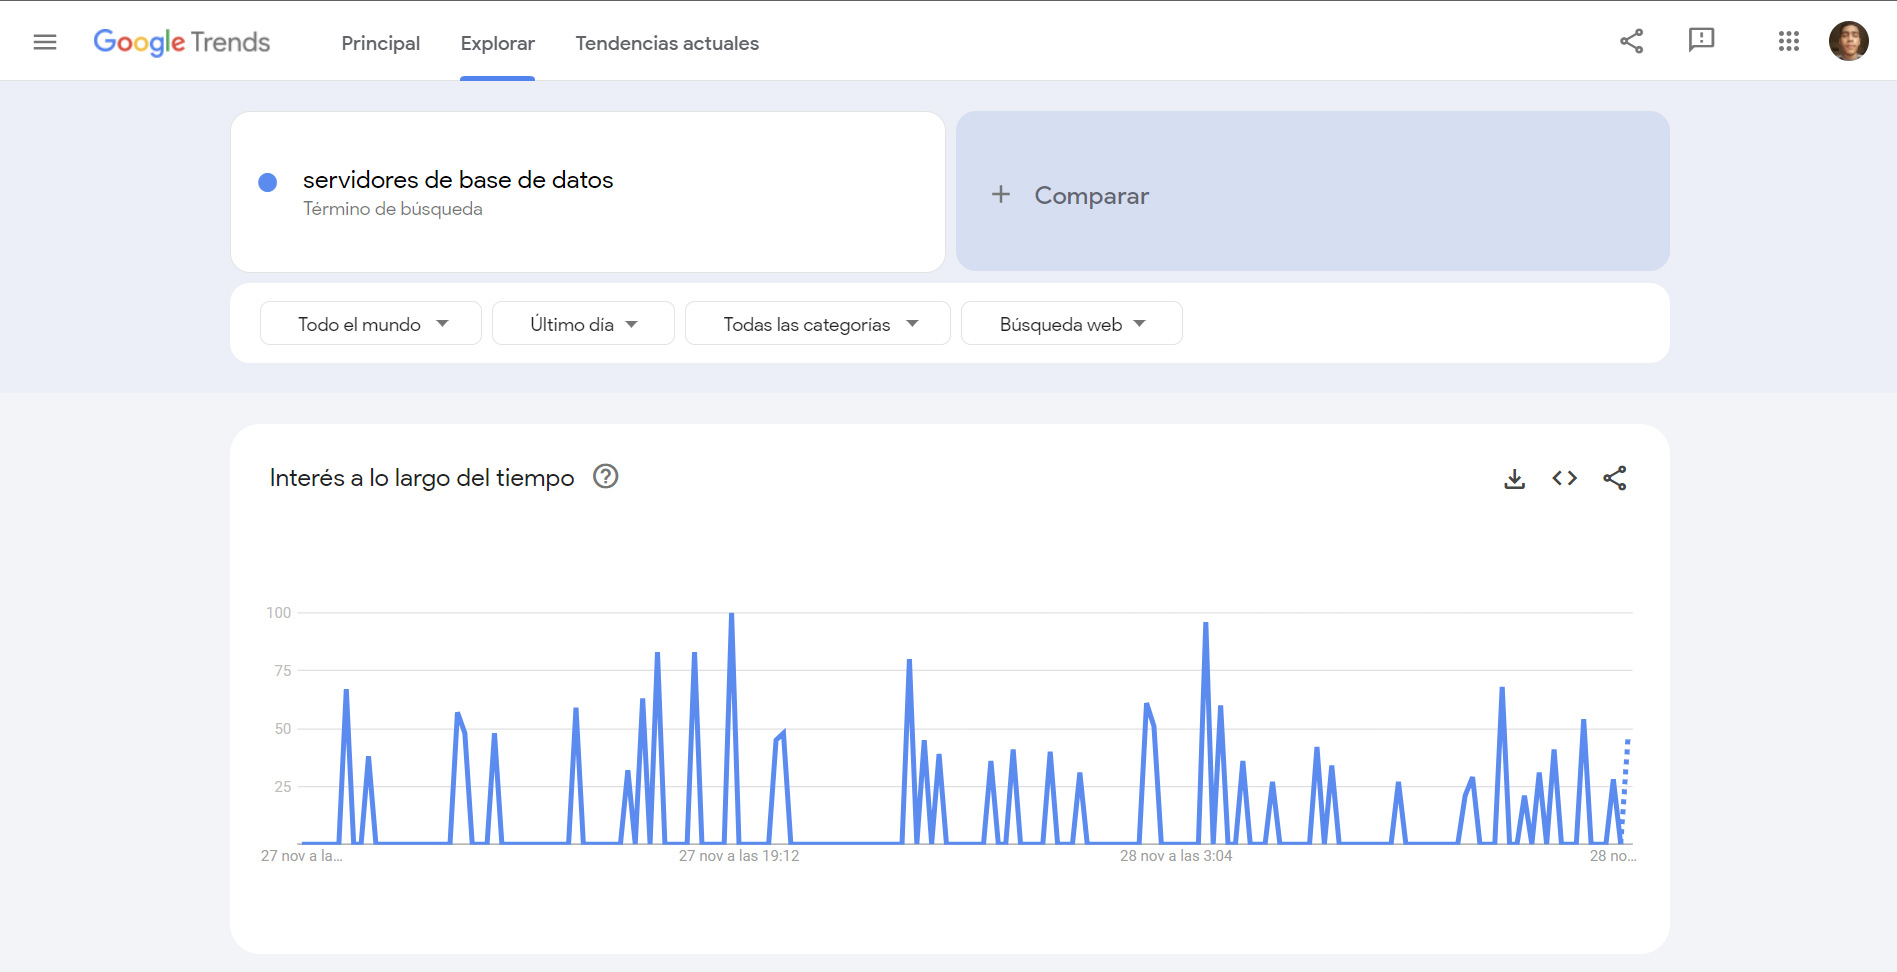 Google Trends
Principal
Explorar
Tendencias actuales
servidores de base de datos
Término de búsqueda
+ Comparar
Todo el mundo
Último día
Todas las categorías
Búsqueda web
Interés a lo largo del tiempo
100
75
50
25
27 nov a la...
27 nov a las 19:12
28 nov a las 3:04
28 no...